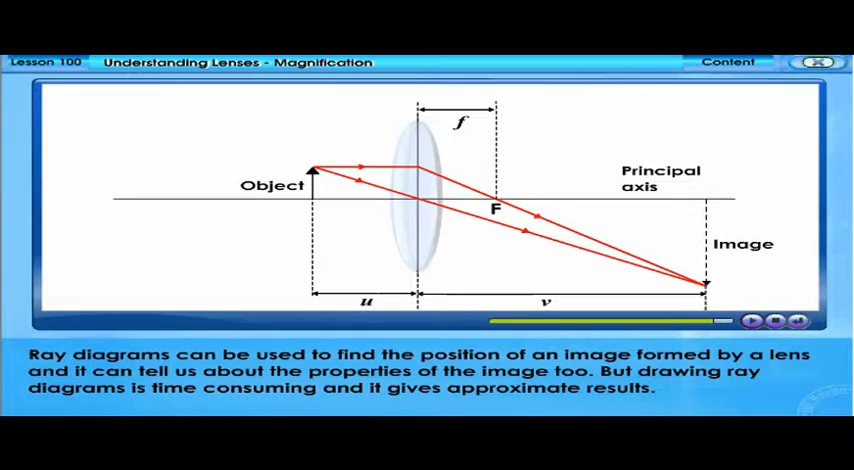 Lesson 100 Understanding Lenses - Magnification Content
f
Principal
axis
Object
F
Image
u v
Ray diagrams can be used to find the position of an image formed by a lens
and it can tell us about the properties of the image too. But drawing ray
diagrams is time consuming and it gives approximate results.